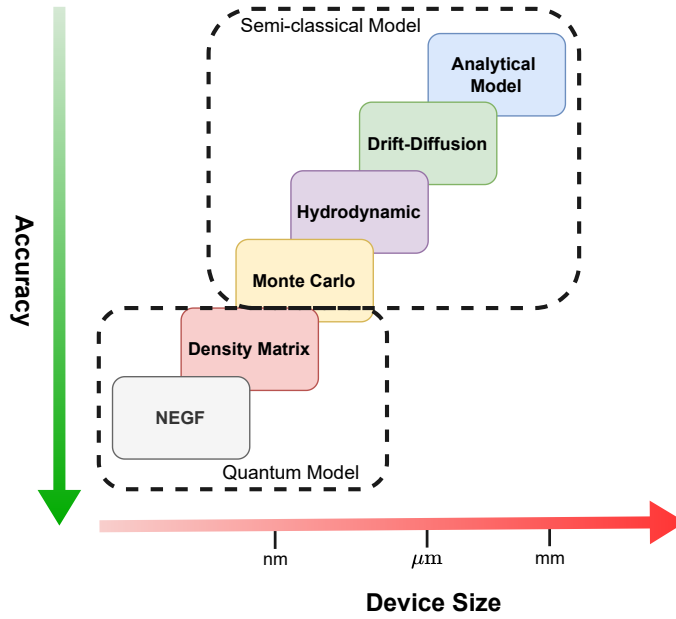 Semi-classical Model
Analytical
Model
Drift-Diffusion
Hydrodynamic
Monte Carlo
Density Matrix
NEGF
Quantum Model
Accuracy
nm
μm
mm
Device Size